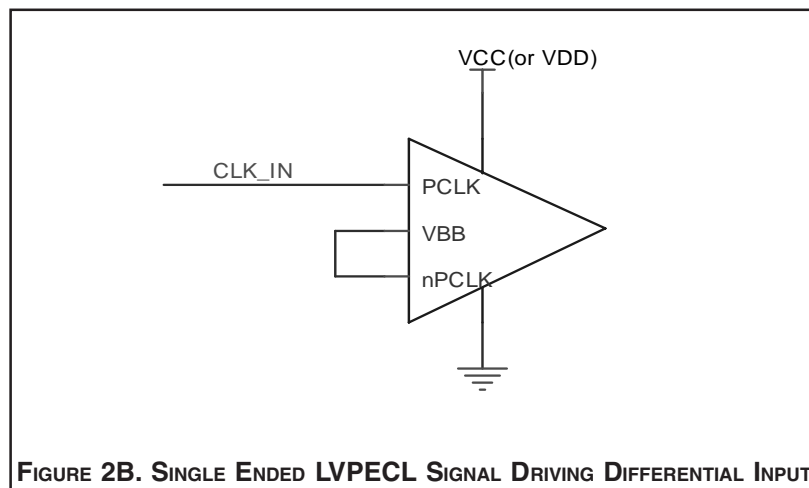 VCC(or VDD)
CLK_IN
PCLK
VBB
nPCLK
FIGURE 2B. SINGLE ENDED LVPECL SIGNAL DRIVING DIFFERENTIAL INPUT